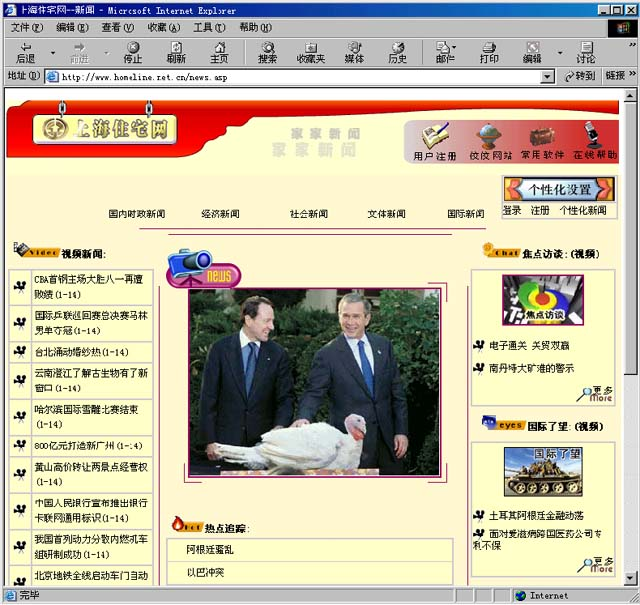 上海住宅网--新闻 - Microsoft Internet Explorer
文件(F) 编辑(E) 查看(V) 收藏(A) 工具(T) 帮助(H)
后退 前进 停止 刷新 主页 搜索 收藏夹 媒体 历史 邮件 打印 编辑 讨论
地址(D) http://www.homeline.net.cn/news.asp 转到 链接
上海住宅网
家家新闻
家家新闻
用户注册 校网站 常用软件 在线帮助
个性化设置
登录 注册 个性化新闻
国内时政新闻 经济新闻 社会新闻 文体新闻 国际新闻
Video 视频新闻:
CBA首钢主场大胜八一再遭
败绩(1-14)
国际乒联巡回赛总决赛马林
男单夺冠(1-14)
台北涌动婚纱热(1-14)
云南澄江了解古生物有了新
窗口(1-14)
哈尔滨国际雪雕比赛结束
(1-14)
800亿元打造新广州(1-14)
黄山高价转让两景点经营权
(1-14)
中国人民银行宣布推出银行
卡联网通用标识(1-14)
我国首列动力分散内燃机车
组研制成功(1-14)
北京地铁全线启动车门自动
news
Hot 热点追踪:
阿根廷骚乱
以巴冲突
Chat 焦点访谈:(视频)
焦点访谈
电子通关 关贸双赢
南丹特大矿难的警示
更多
More
eyes 国际了望:(视频)
国际了望
土耳其阿根廷金融动荡
面对爱滋病跨国医药公司专
利不保
更多
More
完毕 Internet